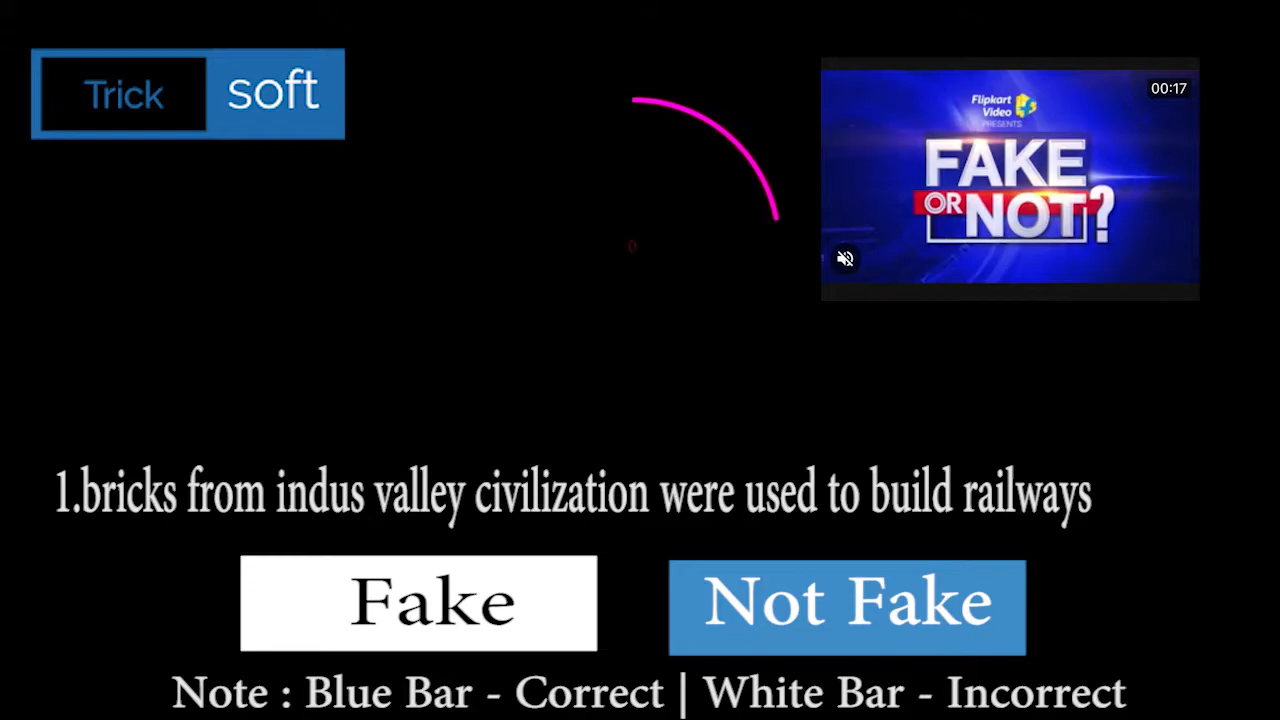 Trick soft
00:17
Flipkart
Video
PRESENTS
FAKE
OR NOT?
0
1.bricks from indus valley civilization were used to build railways
Fake Not Fake
Note : Blue Bar - Correct | White Bar - Incorrect